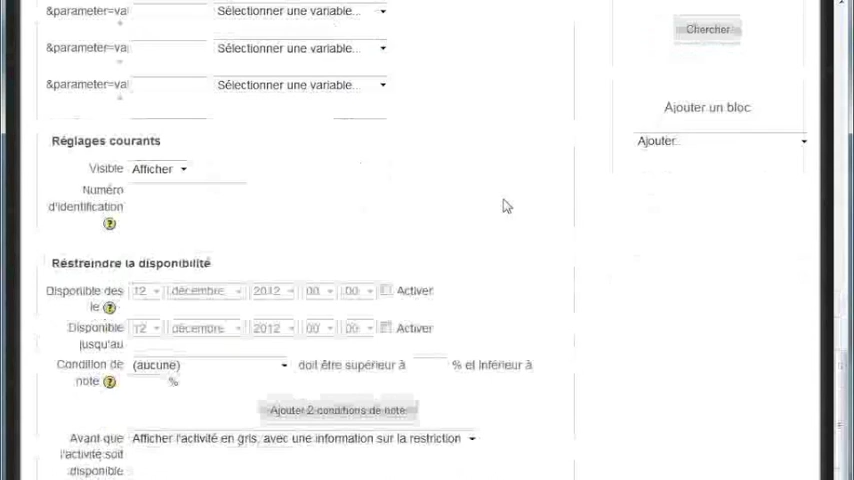 &parameter=val Sélectionner une variable...
&parameter=val Sélectionner une variable...
&parameter=val Sélectionner une variable...
Chercher
Ajouter un bloc
Ajouter...
Réglages courants
Visible Afficher
Numéro
d'identification
?
Restreindre la disponibilité
Disponible dès 12 décembre 2012 00 00 Activer
le ?
Disponible 12 décembre 2012 00 00 Activer
jusqu'au
Condition de (aucune) doit être supérieur à % et inférieur à
note ? %
Ajouter 2 conditions de note
Avant que Afficher l'activité en gris, avec une information sur la restriction
l'activité soit
disponible